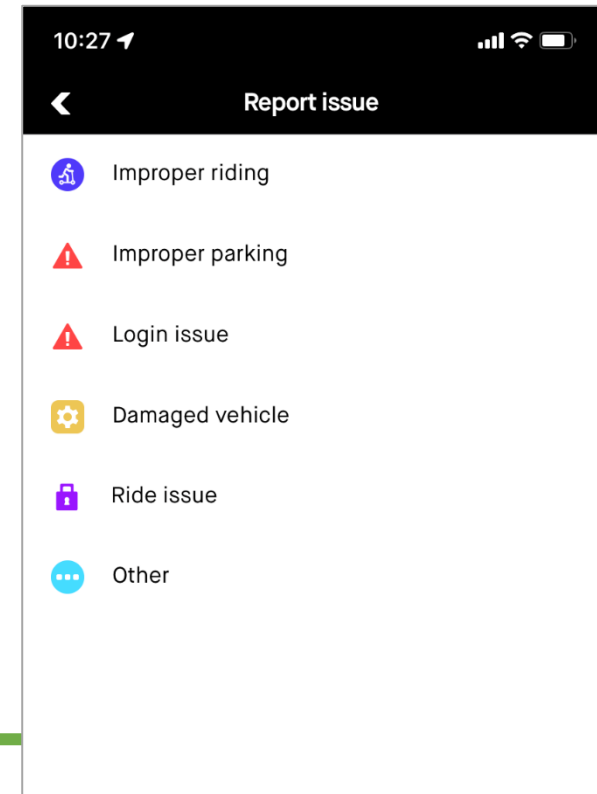 10:27
Report issue
Improper riding
Improper parking
Login issue
Damaged vehicle
Ride issue
Other